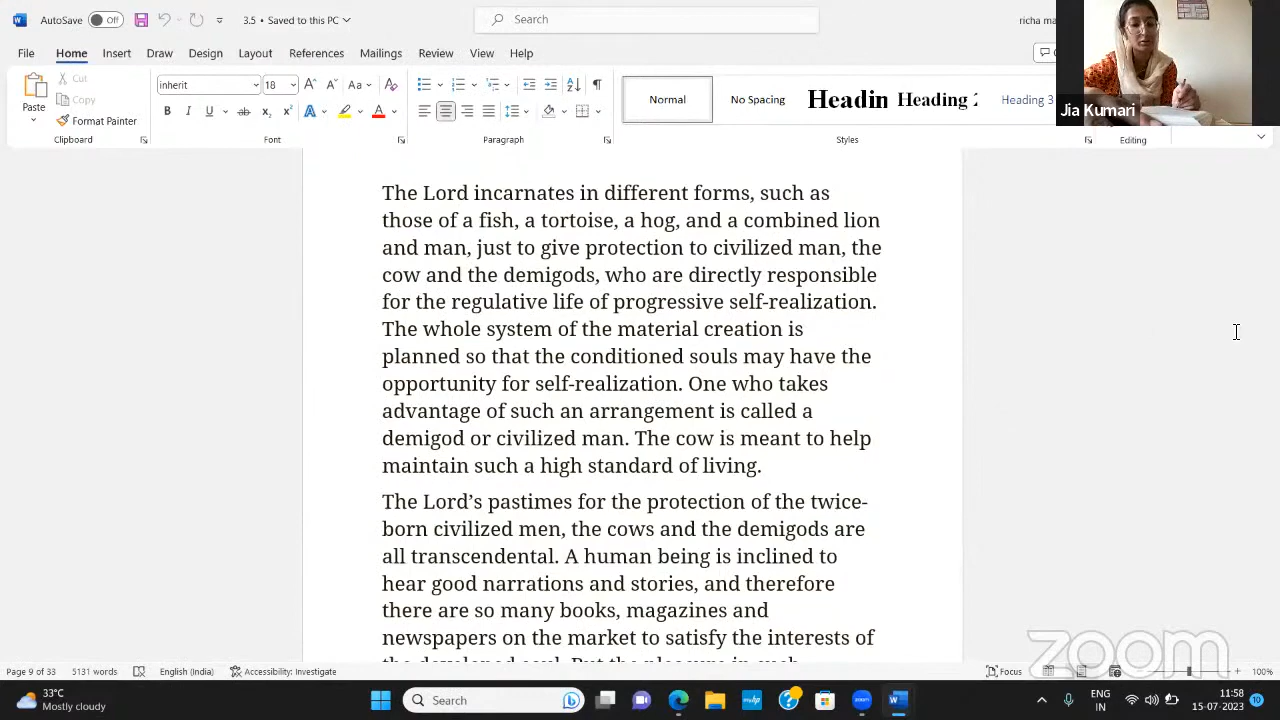 AutoSave Off 3.5 • Saved to this PC Search richa ma
File Home Insert Draw Design Layout References Mailings Review View Help
Paste Cut Copy Format Painter
inherit 18 Aa
B I U ab x₂ x² A A
Normal No Spacing Headin Heading 2 Heading 3
Clipboard Font Paragraph Styles Editing
Jia Kumari
The Lord incarnates in different forms, such as
those of a fish, a tortoise, a hog, and a combined lion
and man, just to give protection to civilized man, the
cow and the demigods, who are directly responsible
for the regulative life of progressive self-realization.
The whole system of the material creation is
planned so that the conditioned souls may have the
opportunity for self-realization. One who takes
advantage of such an arrangement is called a
demigod or civilized man. The cow is meant to help
maintain such a high standard of living.
The Lord’s pastimes for the protection of the twice-
born civilized men, the cows and the demigods are
all transcendental. A human being is inclined to
hear good narrations and stories, and therefore
there are so many books, magazines and
newspapers on the market to satisfy the interests of
zoom
Page 9 of 33 5131 words English (India) Accessibility: Investigate Focus 100%
33°C
Mostly cloudy
Search
ENG
IN
11:58
15-07-2023
10